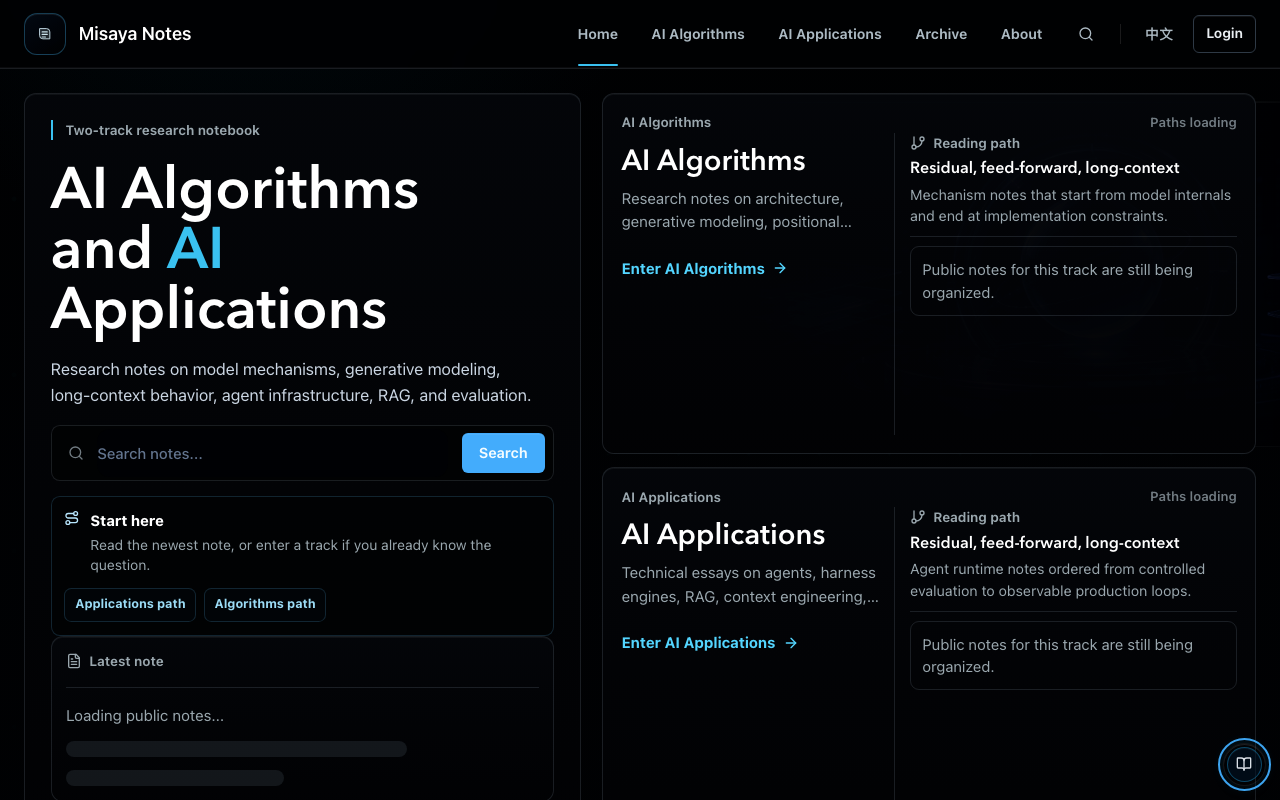 Misaya Notes
Home
AI Algorithms
AI Applications
Archive
About
中文
Login
Two-track research notebook
AI Algorithms
and AI
Applications
Research notes on model mechanisms, generative modeling,
long-context behavior, agent infrastructure, RAG, and evaluation.
Search notes...
Search
Start here
Read the newest note, or enter a track if you already know the
question.
Applications path
Algorithms path
Latest note
Loading public notes...
AI Algorithms
Paths loading
AI Algorithms
Research notes on architecture,
generative modeling, positional...
Enter AI Algorithms
Reading path
Residual, feed-forward, long-context
Mechanism notes that start from model internals
and end at implementation constraints.
Public notes for this track are still being
organized.
AI Applications
Paths loading
AI Applications
Technical essays on agents, harness
engines, RAG, context engineering,...
Enter AI Applications
Reading path
Residual, feed-forward, long-context
Agent runtime notes ordered from controlled
evaluation to observable production loops.
Public notes for this track are still being
organized.